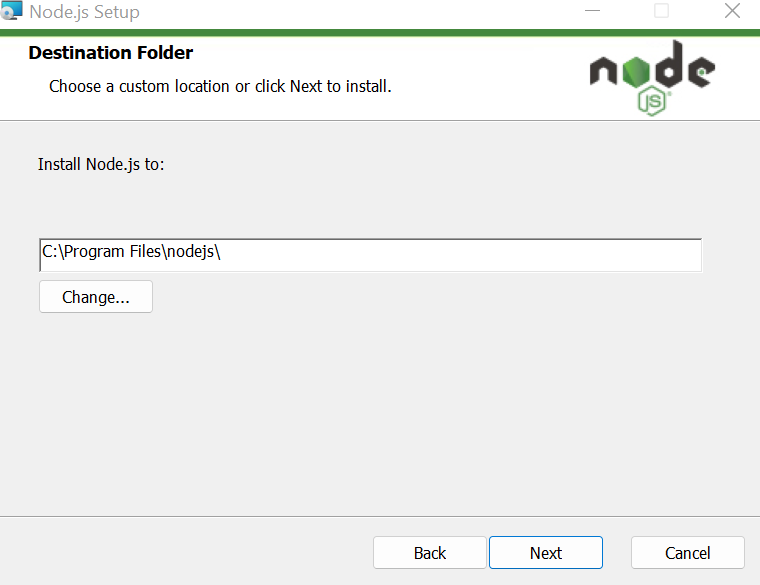 Node.js Setup
Destination Folder
Choose a custom location or click Next to install.
node
JS
Install Node.js to:
C:\Program Files\nodejs\
Change...
Back
Next
Cancel